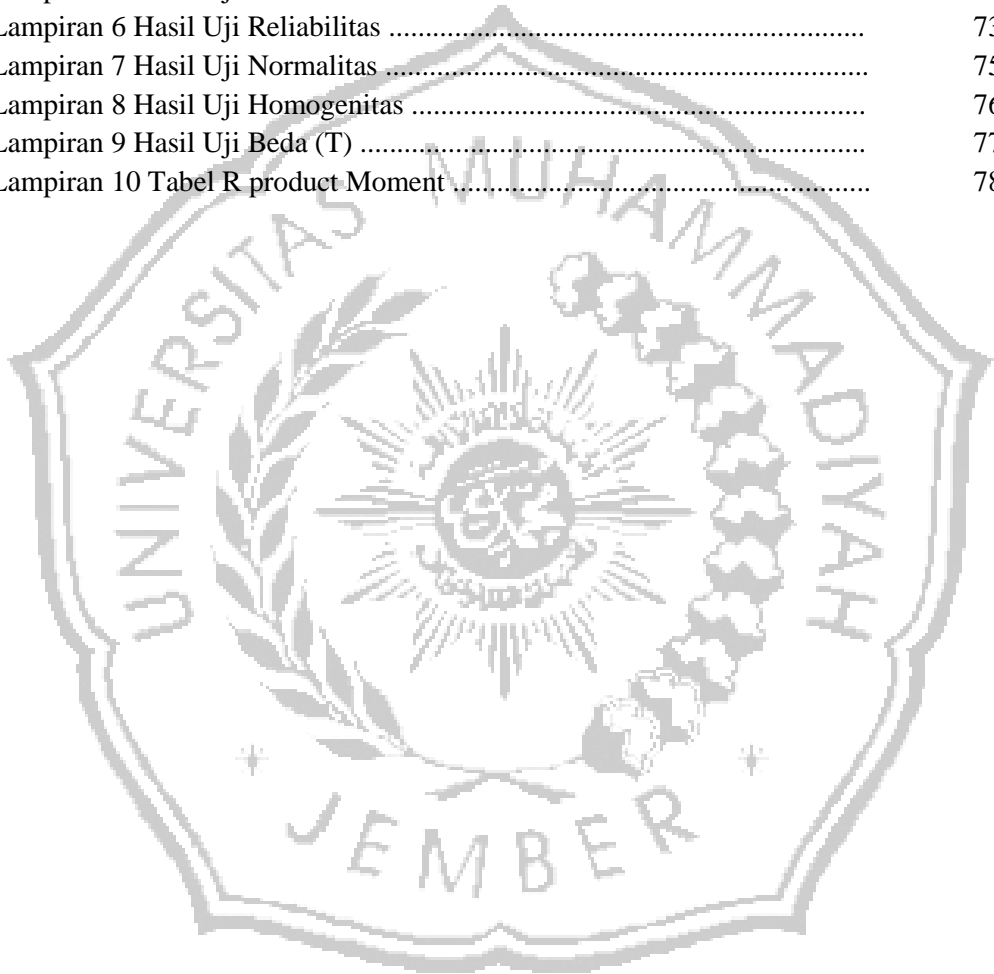 Lampiran 6 Hasil Uji Reliabilitas ................................................................ 73
Lampiran 7 Hasil Uji Normalitas ................................................................. 75
Lampiran 8 Hasil Uji Homogenitas ............................................................. 76
Lampiran 9 Hasil Uji Beda (T) .................................................................... 77
Lampiran 10 Tabel R product Moment ........................................................ 78
UNIVERSITAS MUHAMMADIYAH
JEMBER